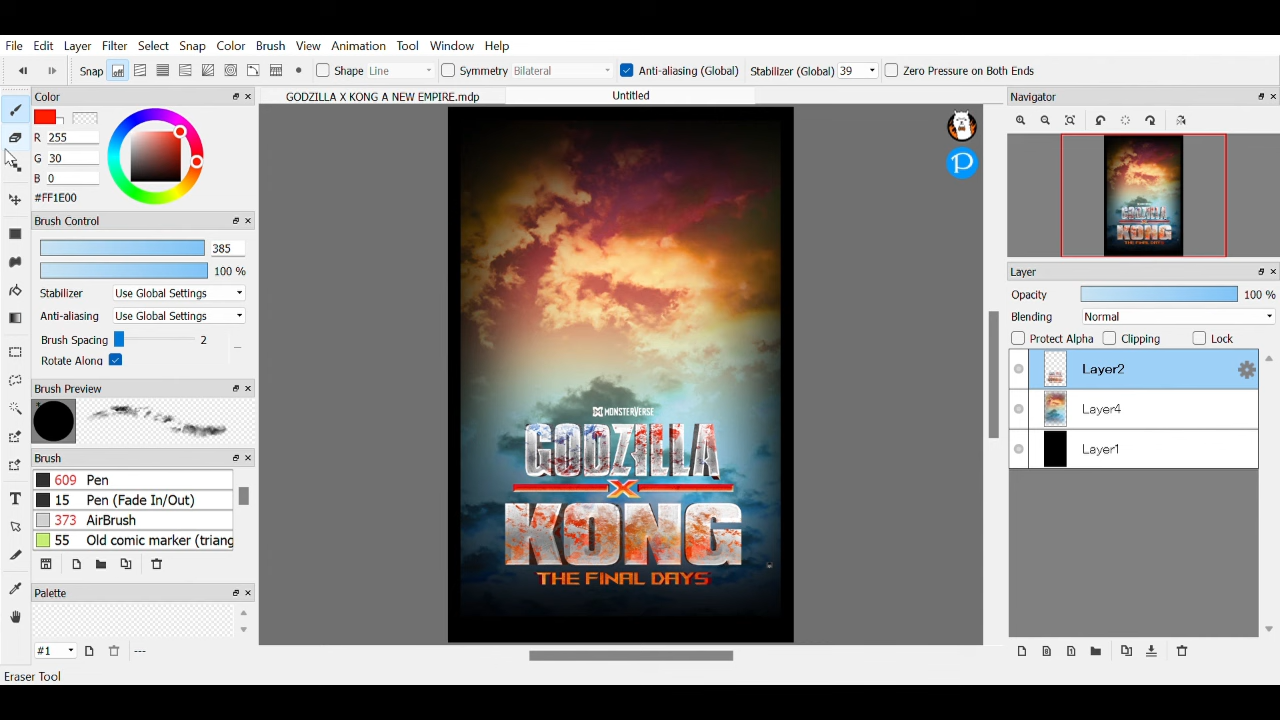 File Edit Layer Filter Select Snap Color Brush View Animation Tool Window Help
Snap off Shape Line Symmetry Bilateral Anti-aliasing (Global) Stabilizer (Global) 39 Zero Pressure on Both Ends
Color
R 255
G 30
B 0
#FF1E00
Brush Control
385
100 %
Stabilizer Use Global Settings
Anti-aliasing Use Global Settings
Brush Spacing 2
Rotate Along
Brush Preview
Brush
609 Pen
15 Pen (Fade In/Out)
373 AirBrush
55 Old comic marker (triang
Palette
#1 ---
Eraser Tool
GODZILLA X KONG A NEW EMPIRE.mdp Untitled
MONSTERVERSE
GODZILLA
X
KONG
THE FINAL DAYS
P
Navigator
Layer
Opacity 100 %
Blending Normal
Protect Alpha Clipping Lock
Layer2
Layer4
Layer1